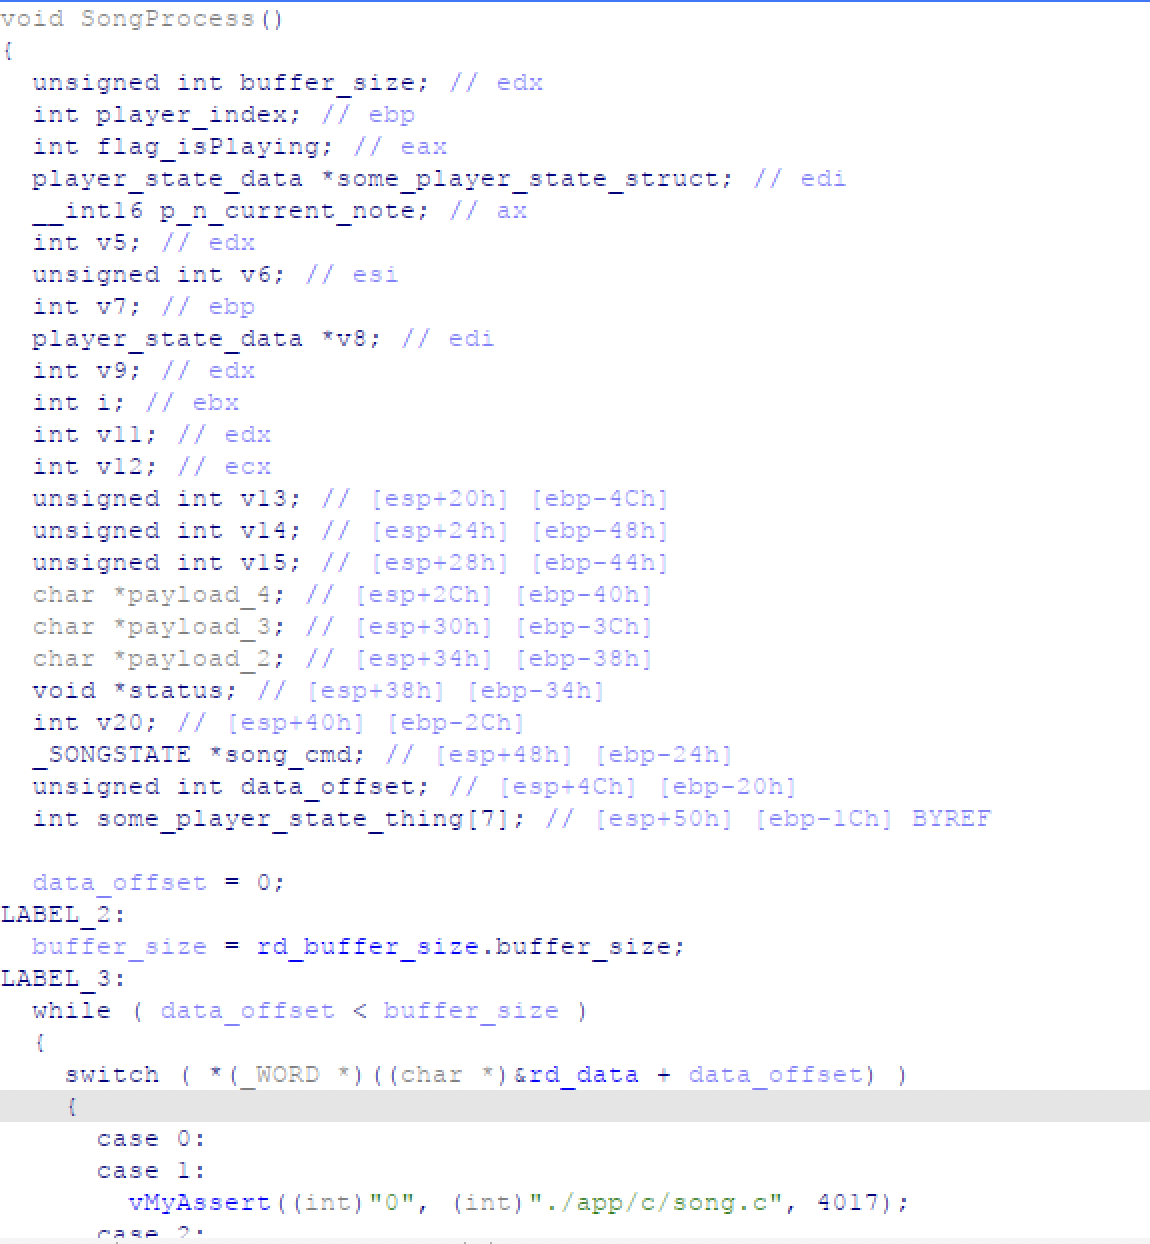 void SongProcess()
{
  unsigned int buffer_size; // edx
  int player_index; // ebp
  int flag_isPlaying; // eax
  player_state_data *some_player_state_struct; // edi
  __int16 p_n_current_note; // ax
  int v5; // edx
  unsigned int v6; // esi
  int v7; // ebp
  player_state_data *v8; // edi
  int v9; // edx
  int i; // ebx
  int v11; // edx
  int v12; // ecx
  unsigned int v13; // [esp+20h] [ebp-4Ch]
  unsigned int v14; // [esp+24h] [ebp-48h]
  unsigned int v15; // [esp+28h] [ebp-44h]
  char *payload_4; // [esp+2Ch] [ebp-40h]
  char *payload_3; // [esp+30h] [ebp-3Ch]
  char *payload_2; // [esp+34h] [ebp-38h]
  void *status; // [esp+38h] [ebp-34h]
  int v20; // [esp+40h] [ebp-2Ch]
  _SONGSTATE *song_cmd; // [esp+48h] [ebp-24h]
  unsigned int data_offset; // [esp+4Ch] [ebp-20h]
  int some_player_state_thing[7]; // [esp+50h] [ebp-1Ch] BYREF

  data_offset = 0;
LABEL_2:
  buffer_size = rd_buffer_size.buffer_size;
LABEL_3:
  while ( data_offset < buffer_size )
  {
    switch ( *(_WORD *)((char *)&rd_data + data_offset) )
    {
      case 0:
      case 1:
        vMyAssert((int)"0", (int)"./app/c/song.c", 4017);
      case 2: